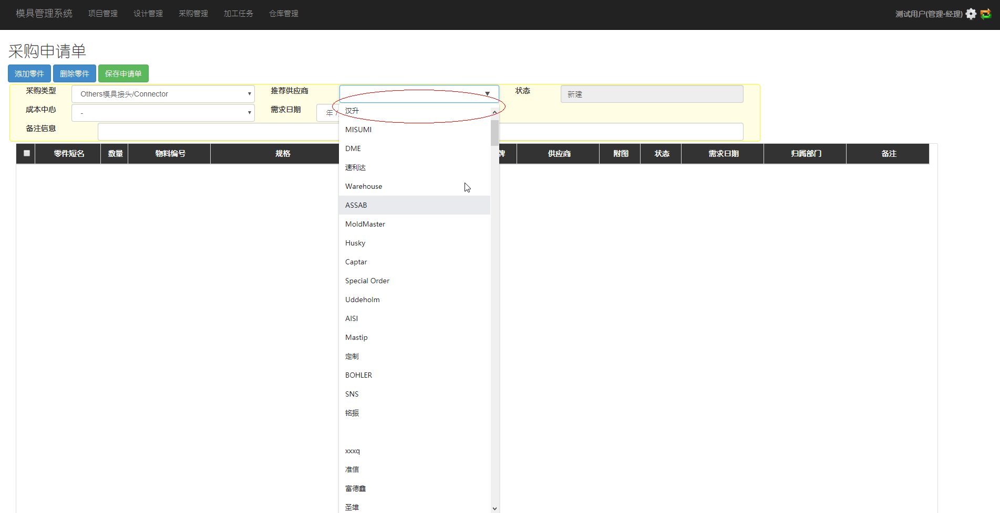 模具管理系统 项目管理 设计管理 采购管理 加工任务 仓库管理 测试用户(管理-经理)
采购申请单
添加零件 删除零件 保存申请单
采购类型 Others模具接头/Connector 推荐供应商 状态 新建
成本中心 - 需求日期 年 /
备注信息
零件短名 数量 物料编号 规格 牌 供应商 附图 状态 需求日期 归属部门 备注
汉升
MISUMI
DME
速利达
Warehouse
ASSAB
MoldMaster
Husky
Captar
Special Order
Uddeholm
AISI
Mastip
定制
BOHLER
SNS
铭振
xxxq
准信
富德鑫
圣雄